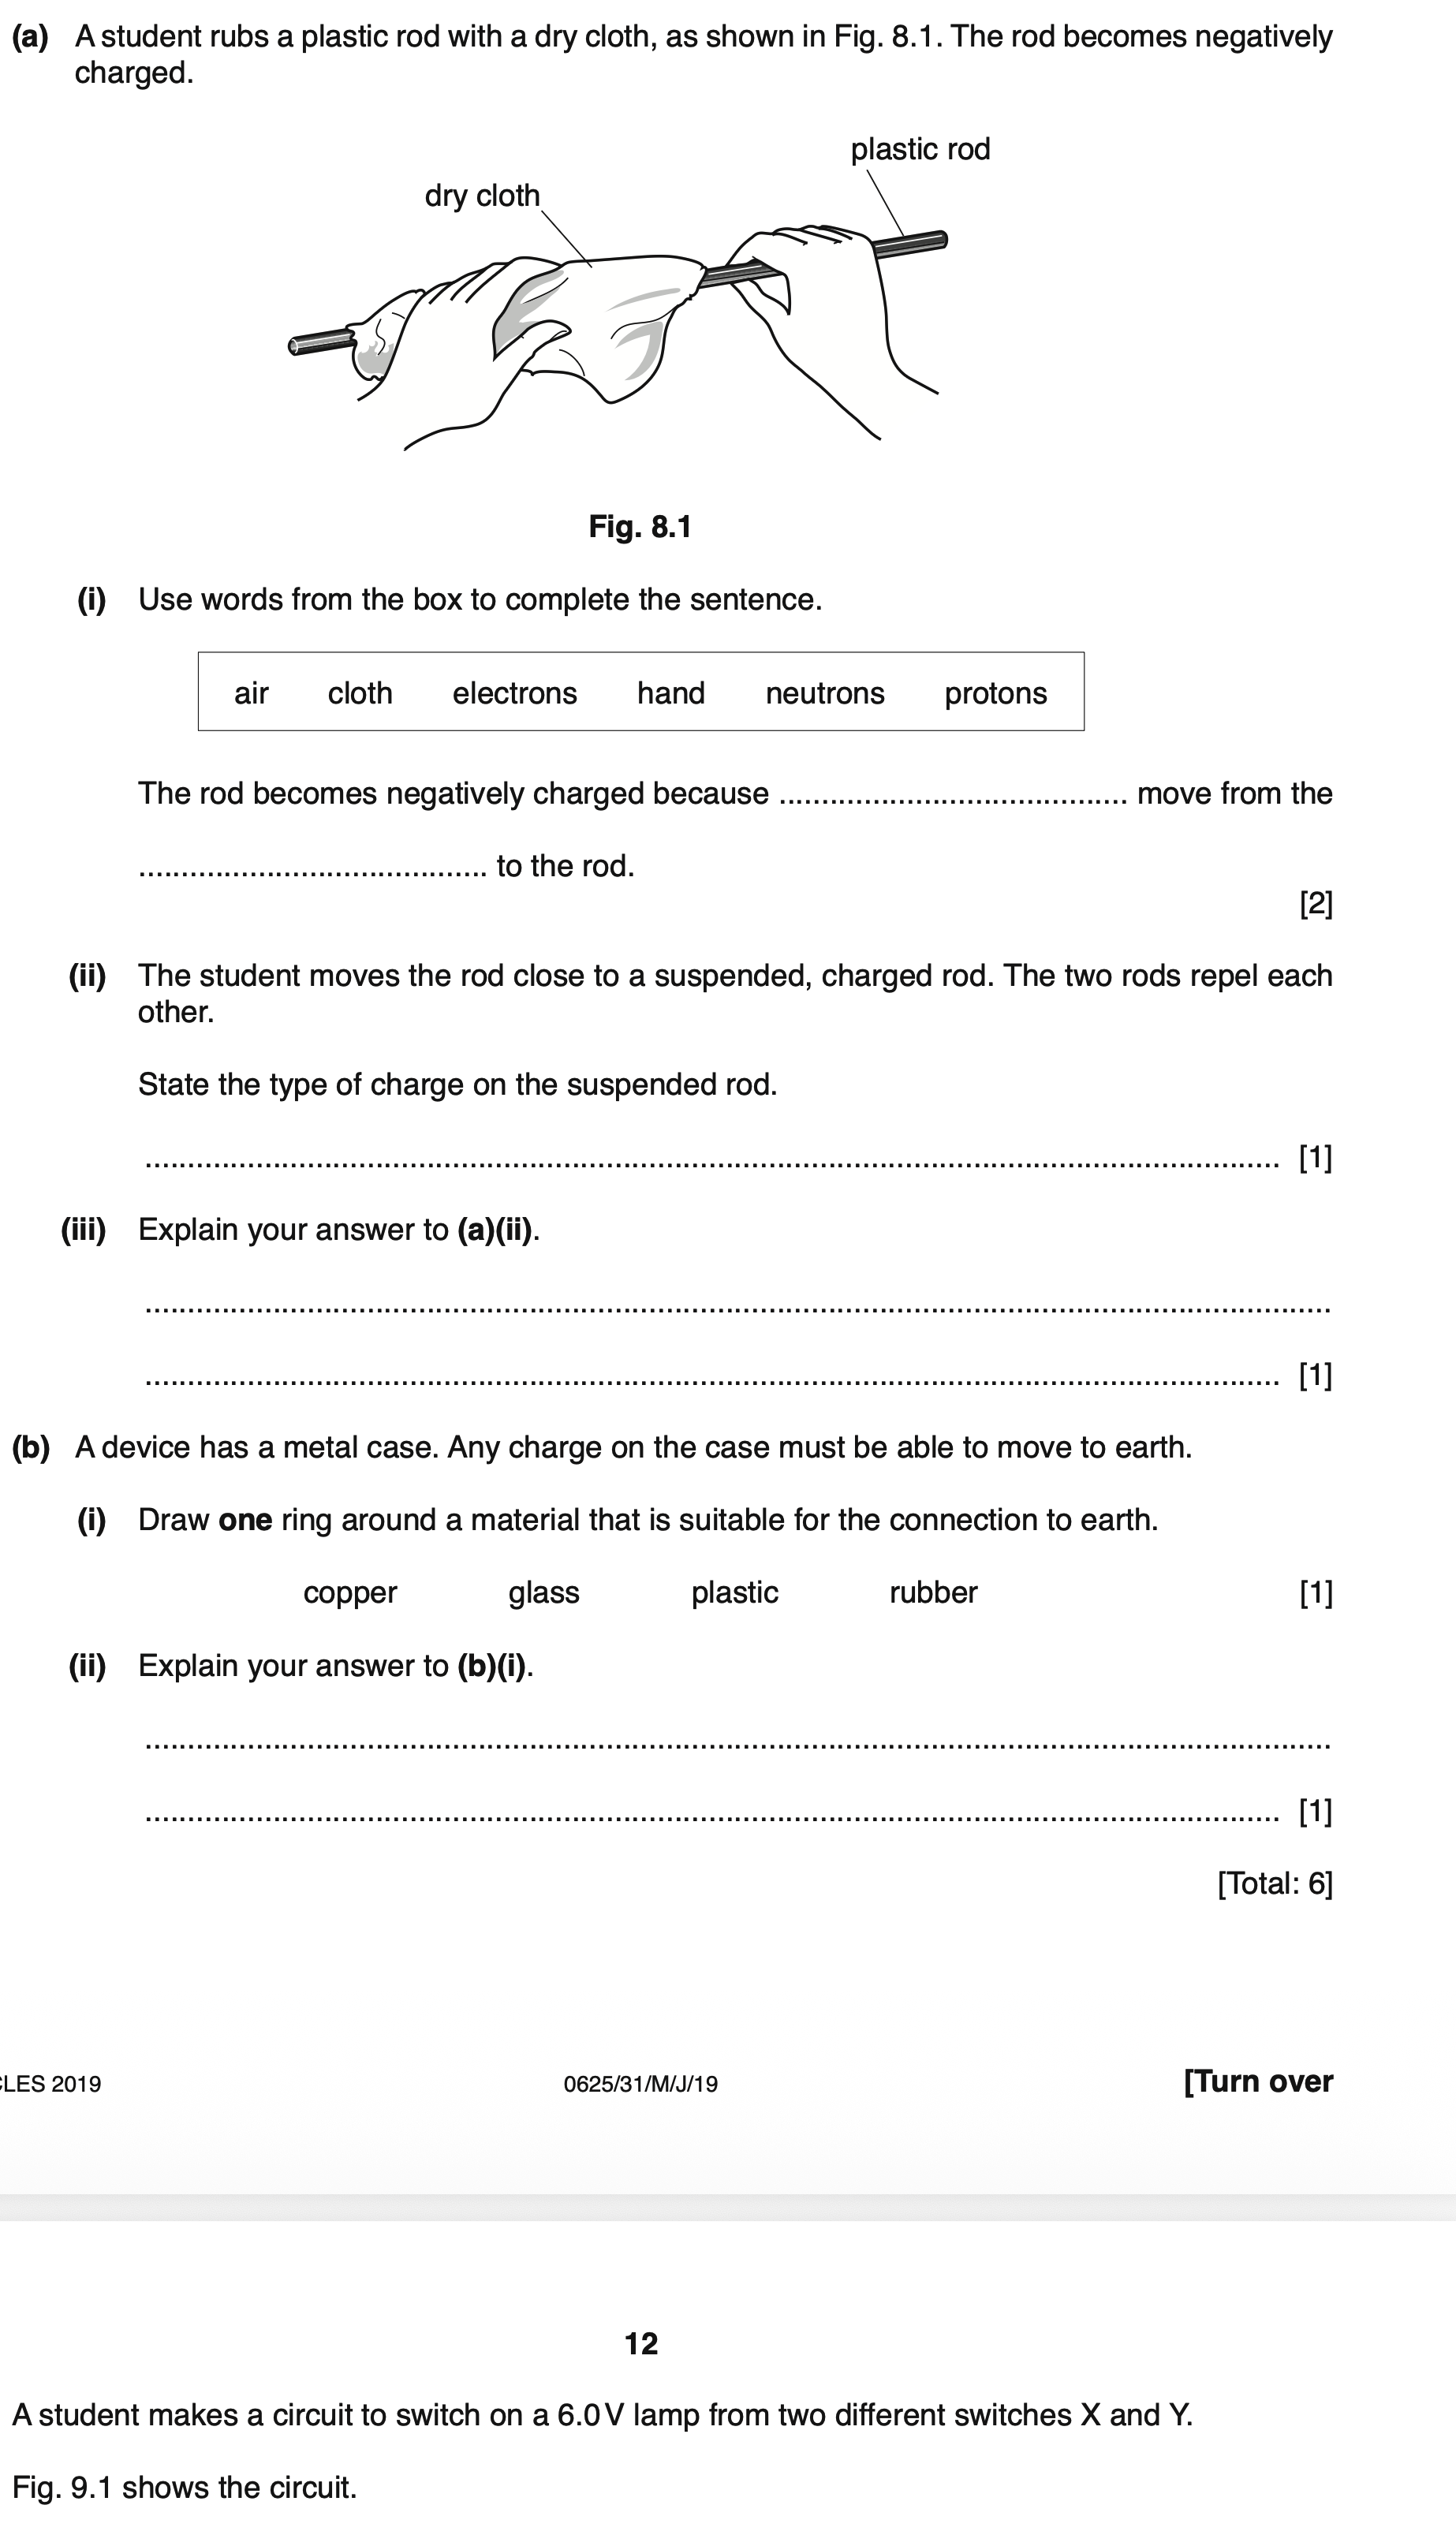 (a) A student rubs a plastic rod with a dry cloth, as shown in Fig. 8.1. The rod becomes negatively
charged.
plastic rod
dry cloth
Fig. 8.1
(i) Use words from the box to complete the sentence.
air cloth electrons hand neutrons protons
The rod becomes negatively charged because ........................................ move from the
........................................ to the rod.
[2]
(ii) The student moves the rod close to a suspended, charged rod. The two rods repel each
other.
State the type of charge on the suspended rod.
.................................................................................................................................... [1]
(iii) Explain your answer to (a)(ii).
..........................................................................................................................................
.................................................................................................................................... [1]
(b) A device has a metal case. Any charge on the case must be able to move to earth.
(i) Draw one ring around a material that is suitable for the connection to earth.
copper glass plastic rubber [1]
(ii) Explain your answer to (b)(i).
..........................................................................................................................................
.................................................................................................................................... [1]
[Total: 6]
LES 2019 0625/31/M/J/19 [Turn over
12
A student makes a circuit to switch on a 6.0 V lamp from two different switches X and Y.
Fig. 9.1 shows the circuit.